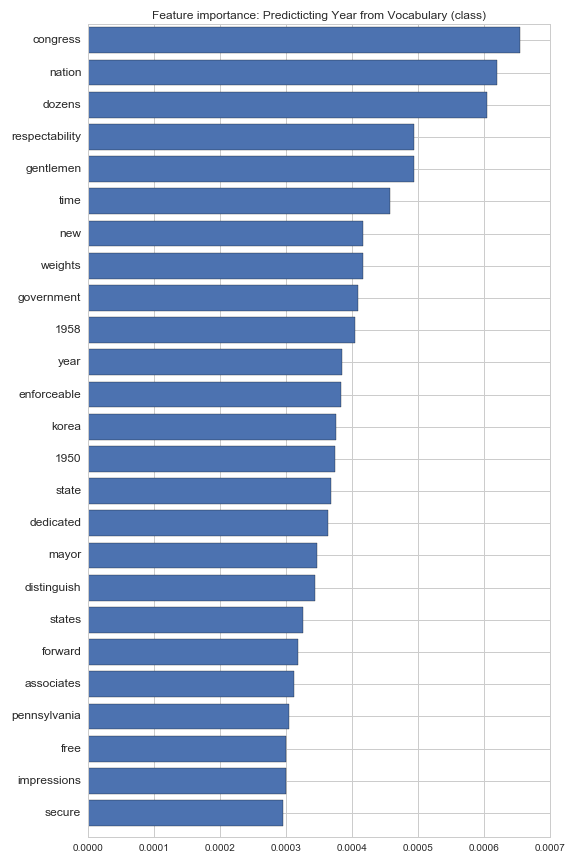 Feature importance: Predicticting Year from Vocabulary (class)
congress
nation
dozens
respectability
gentlemen
time
new
weights
government
1958
year
enforceable
korea
1950
state
dedicated
mayor
distinguish
states
forward
associates
pennsylvania
free
impressions
secure
0.0000 0.0001 0.0002 0.0003 0.0004 0.0005 0.0006 0.0007